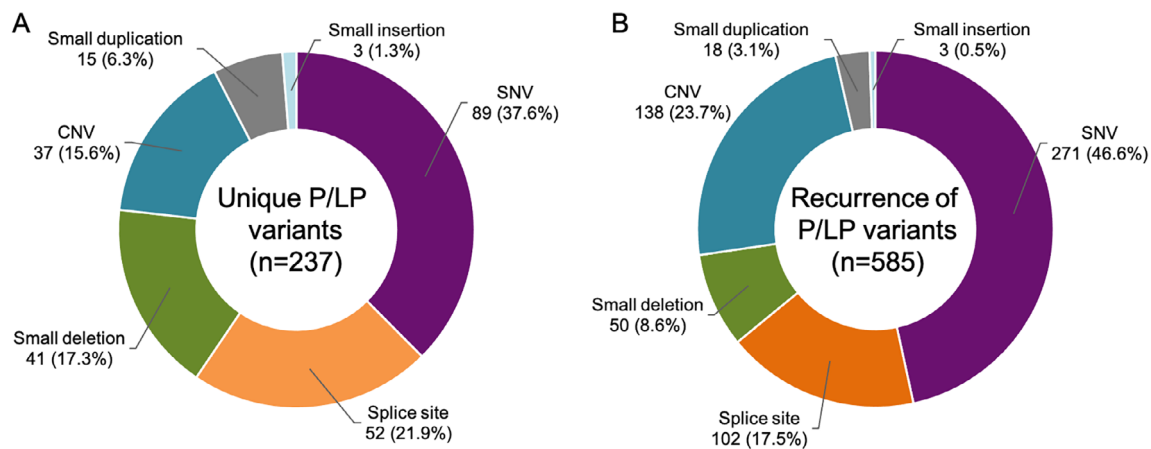 A
Small duplication
15 (6.3%)
Small insertion
3 (1.3%)
SNV
89 (37.6%)
CNV
37 (15.6%)
Unique P/LP
variants
(n=237)
Small deletion
41 (17.3%)
Splice site
52 (21.9%)
B
Small duplication
18 (3.1%)
Small insertion
3 (0.5%)
CNV
138 (23.7%)
SNV
271 (46.6%)
Recurrence of
P/LP variants
(n=585)
Small deletion
50 (8.6%)
Splice site
102 (17.5%)